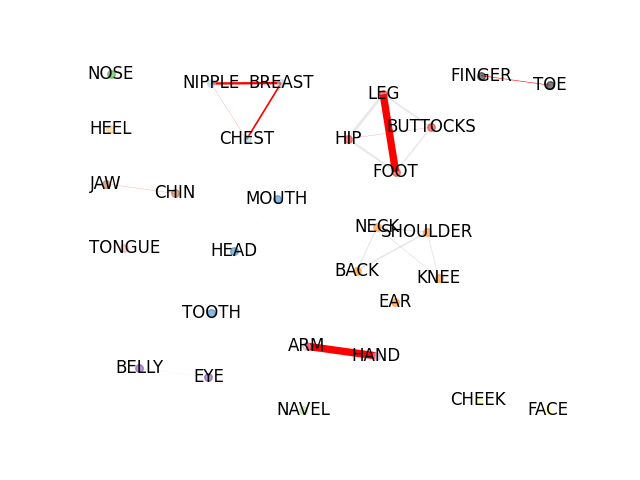 NOSE
NIPPLE
BREAST
FINGER
TOE
LEG
HEEL
CHEST
HIP
BUTTOCKS
FOOT
JAW
CHIN
MOUTH
NECK
SHOULDER
TONGUE
HEAD
BACK
KNEE
EAR
TOOTH
ARM
HAND
BELLY
EYE
NAVEL
CHEEK
FACE